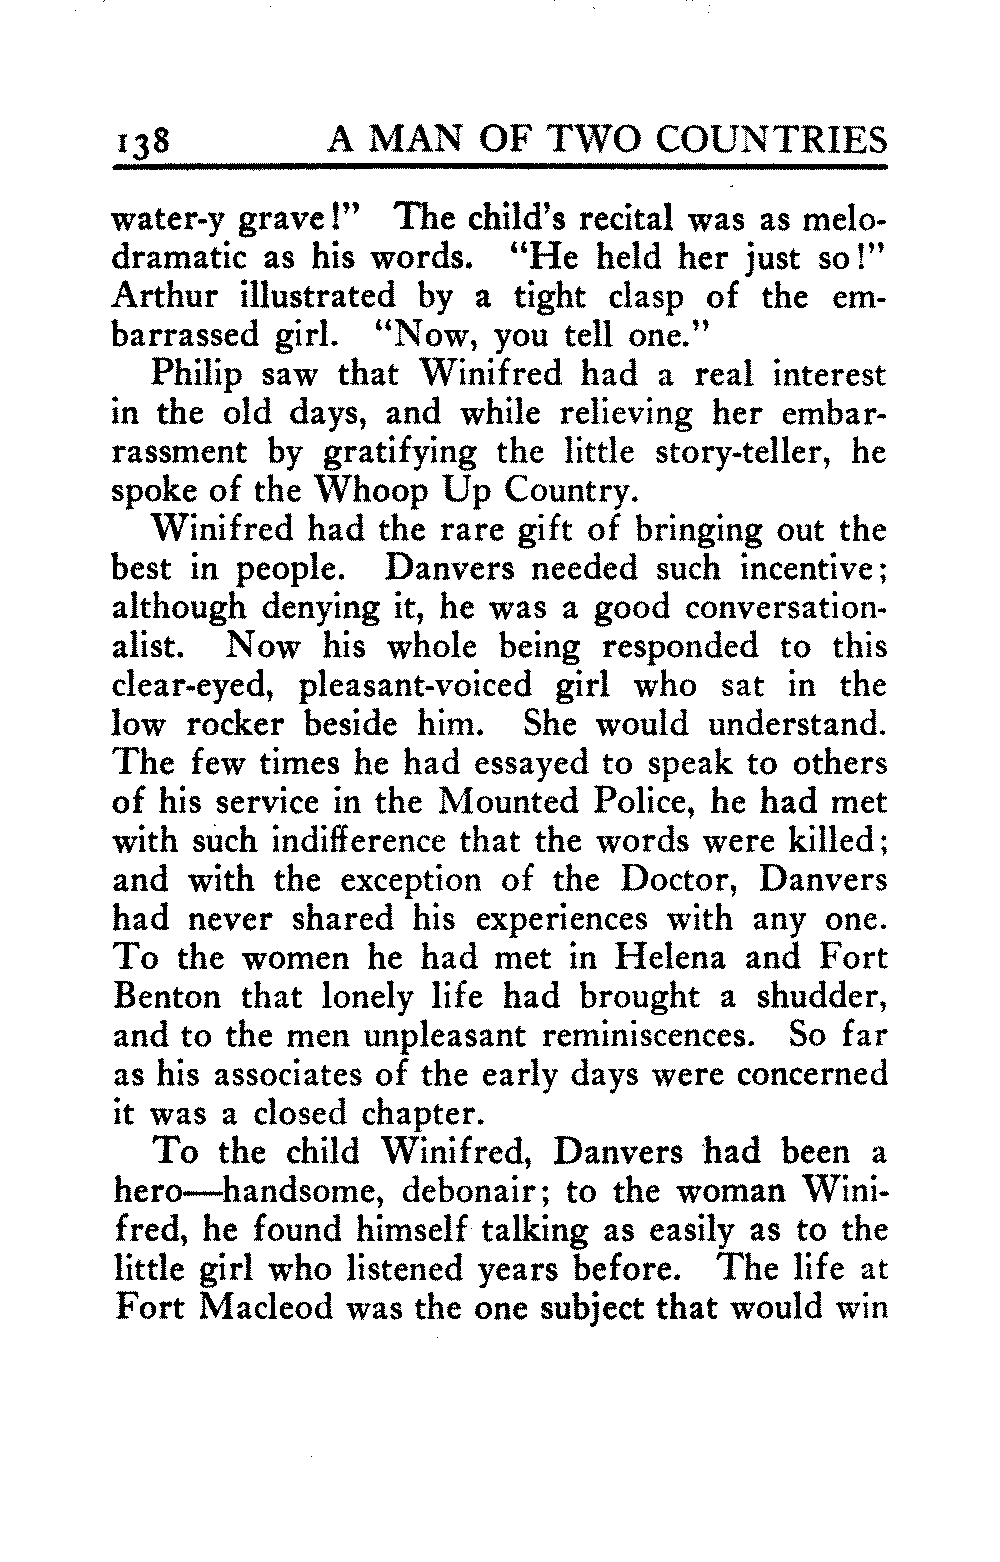 138 A MAN OF TWO COUNTRIES
water-y grave!" The child's recital was as melo-
dramatic as his words. "He held her just so!"
Arthur illustrated by a tight clasp of the em-
barrassed girl. "Now, you tell one."
Philip saw that Winifred had a real interest
in the old days, and while relieving her embar-
rassment by gratifying the little story-teller, he
spoke of the Whoop Up Country.
Winifred had the rare gift of bringing out the
best in people. Danvers needed such incentive;
although denying it, he was a good conversation-
alist. Now his whole being responded to this
clear-eyed, pleasant-voiced girl who sat in the
low rocker beside him. She would understand.
The few times he had essayed to speak to others
of his service in the Mounted Police, he had met
with such indifference that the words were killed;
and with the exception of the Doctor, Danvers
had never shared his experiences with any one.
To the women he had met in Helena and Fort
Benton that lonely life had brought a shudder,
and to the men unpleasant reminiscences. So far
as his associates of the early days were concerned
it was a closed chapter.
To the child Winifred, Danvers had been a
hero—handsome, debonair; to the woman Wini-
fred, he found himself talking as easily as to the
little girl who listened years before. The life at
Fort Macleod was the one subject that would win